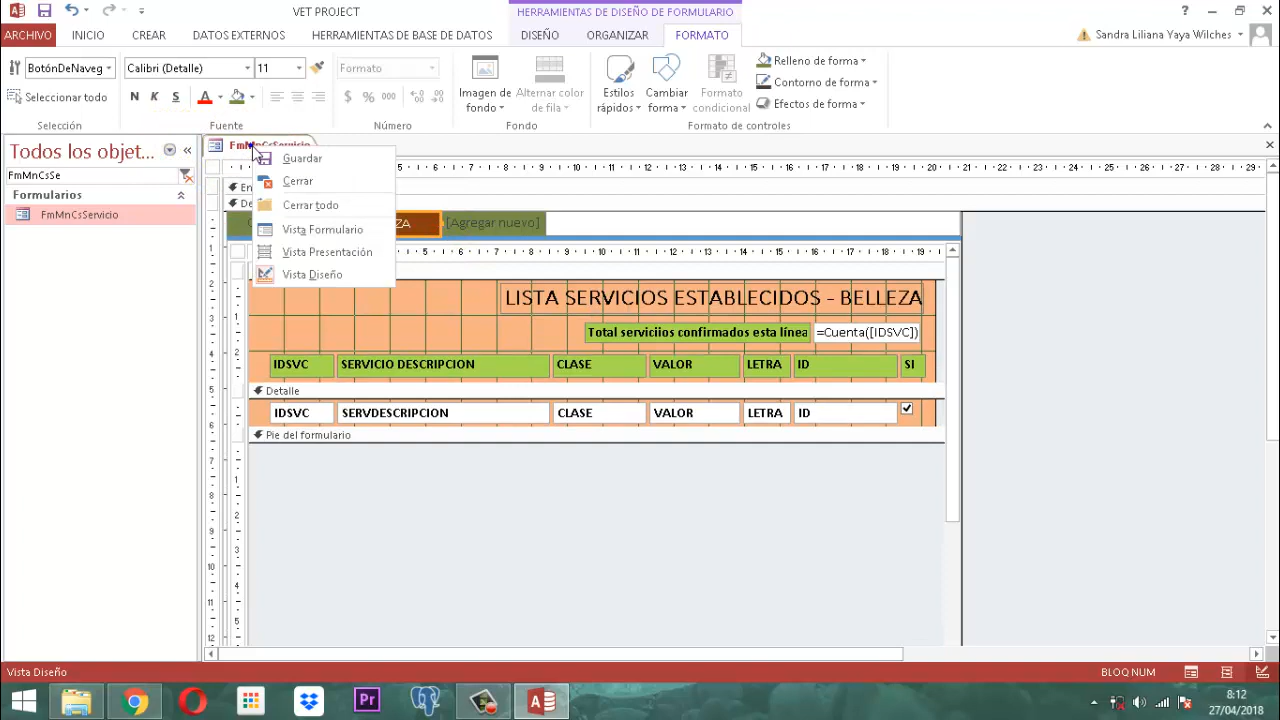 VET PROJECT
HERRAMIENTAS DE DISEÑO DE FORMULARIO
ARCHIVO INICIO CREAR DATOS EXTERNOS HERRAMIENTAS DE BASE DE DATOS DISEÑO ORGANIZAR FORMATO Sandra Liliana Yaya Wilches
BotónDeNaveg Calibri (Detalle) 11 Formato
Seleccionar todo
N K S A $ % 000
Imagen de fondo
Alternar color de fila
Estilos rápidos
Cambiar forma
Formato condicional
Relleno de forma
Contorno de forma
Efectos de forma
Selección Fuente Número Fondo Formato de controles
Todos los objet...
FmMnCsSe
Formularios
FmMnCsServicio
Guardar
Cerrar
Cerrar todo
Vista Formulario
Vista Presentación
Vista Diseño
ZA [Agregar nuevo]
LISTA SERVICIOS ESTABLECIDOS - BELLEZA
Total serviciios confirmados esta línea =Cuenta([IDSVC])
IDSVC SERVICIO DESCRIPCION CLASE VALOR LETRA ID SI
Detalle
IDSVC SERVDESCRIPCION CLASE VALOR LETRA ID
Pie del formulario
Vista Diseño BLOQ NUM
Pr
8:12
27/04/2018